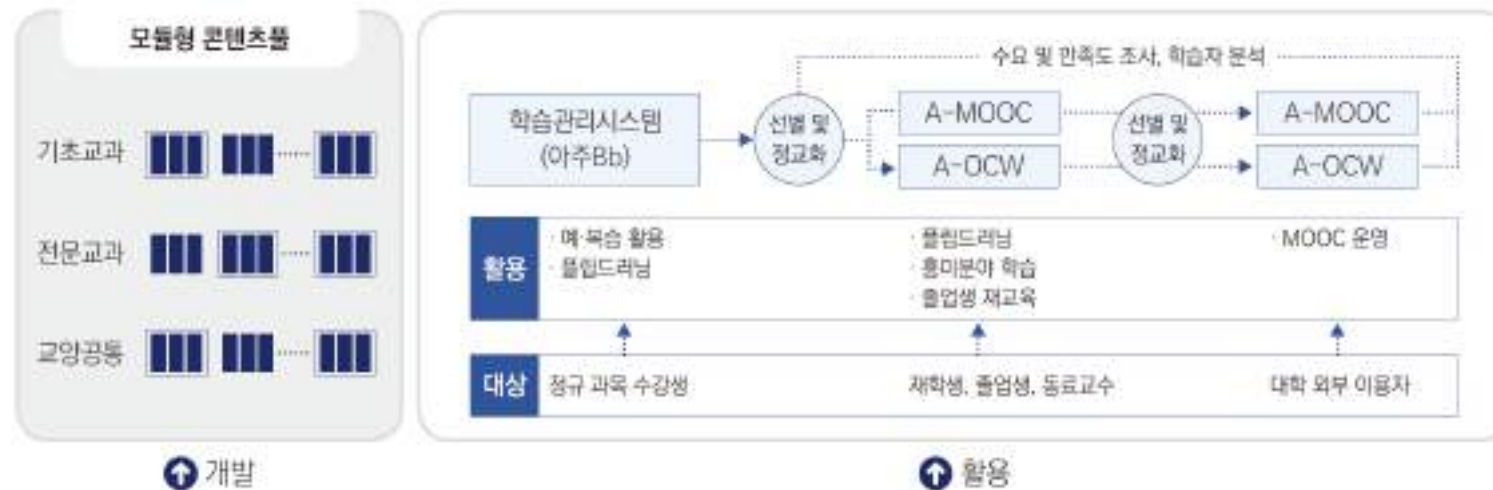 모듈형 콘텐츠풀
기초교과
전문교과
교양공통
개발
수요 및 만족도 조사, 학습자 분석
학습관리시스템
(아주Bb)
선별 및
정교화
A-MOOC
A-OCW
선별 및
정교화
A-MOOC
A-OCW
활용
· 예·복습 활용
· 플립드러닝
· 플립드러닝
· 흥미분야 학습
· 졸업생 재교육
· MOOC 운영
대상
정규 과목 수강생
재학생, 졸업생, 동료교수
대학 외부 이용자
활용